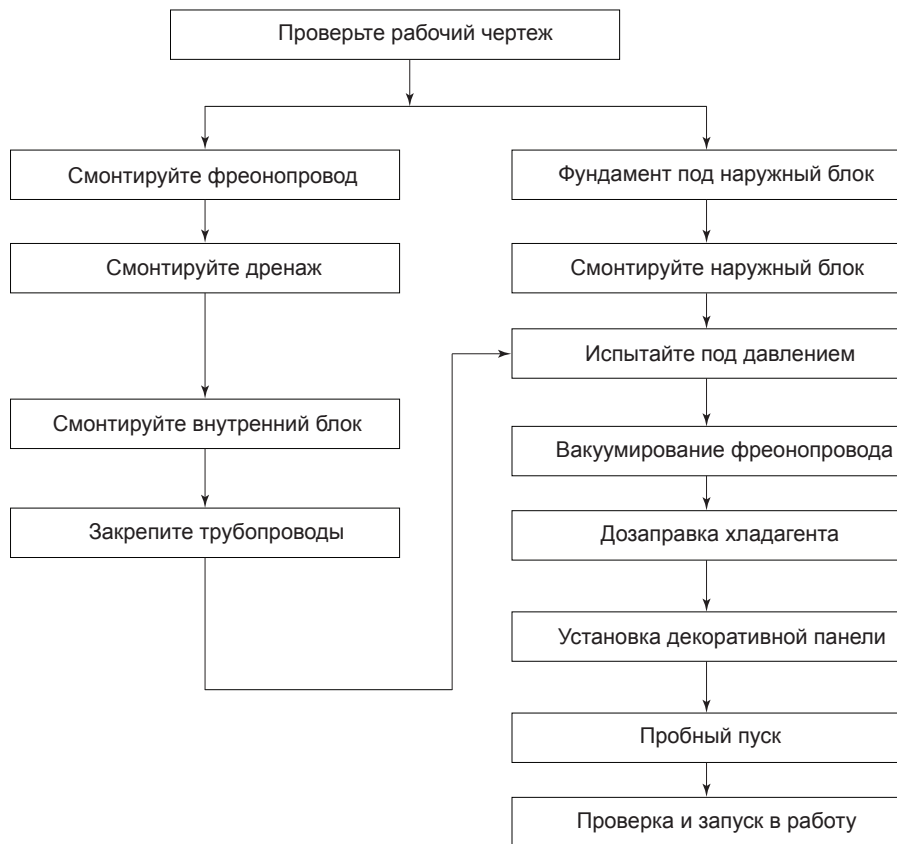 Проверьте рабочий чертеж
Смонтируйте фреонопровод
Смонтируйте дренаж
Смонтируйте внутренний блок
Закрепите трубопроводы
Фундамент под наружный блок
Смонтируйте наружный блок
Испытайте под давлением
Вакуумирование фреонопровода
Дозаправка хладагента
Установка декоративной панели
Пробный пуск
Проверка и запуск в работу